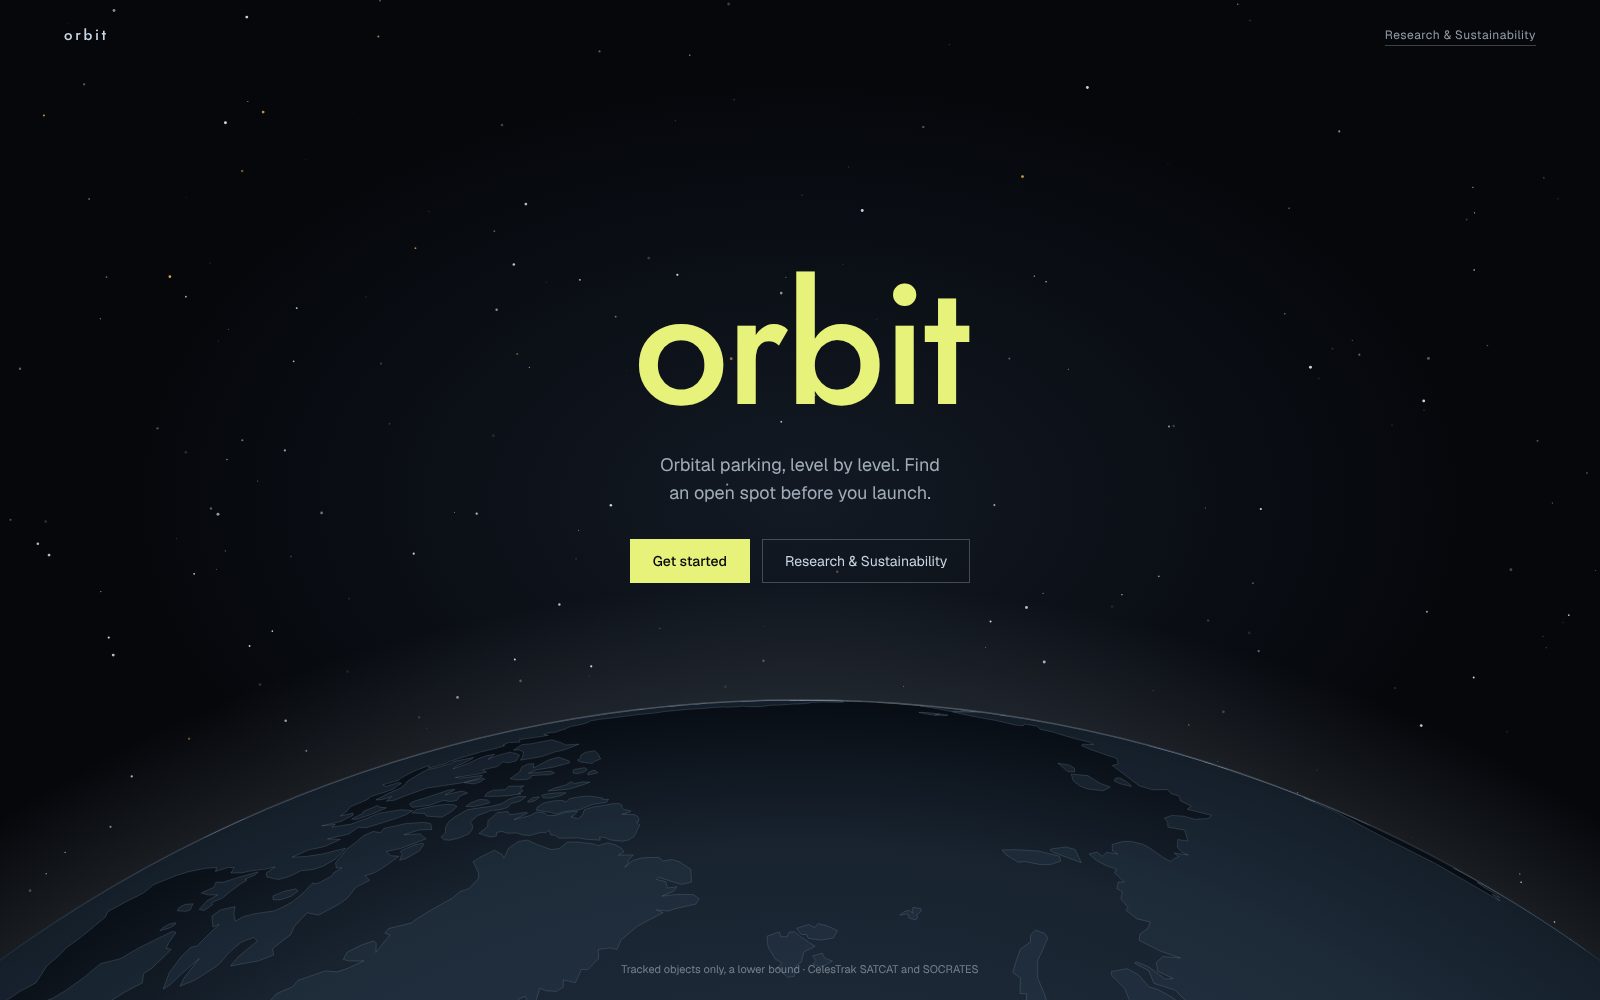 orbit
Research & Sustainability
orbit
Orbital parking, level by level. Find
an open spot before you launch.
Get started
Research & Sustainability
Tracked objects only, a lower bound · CelesTrak SATCAT and SOCRATES